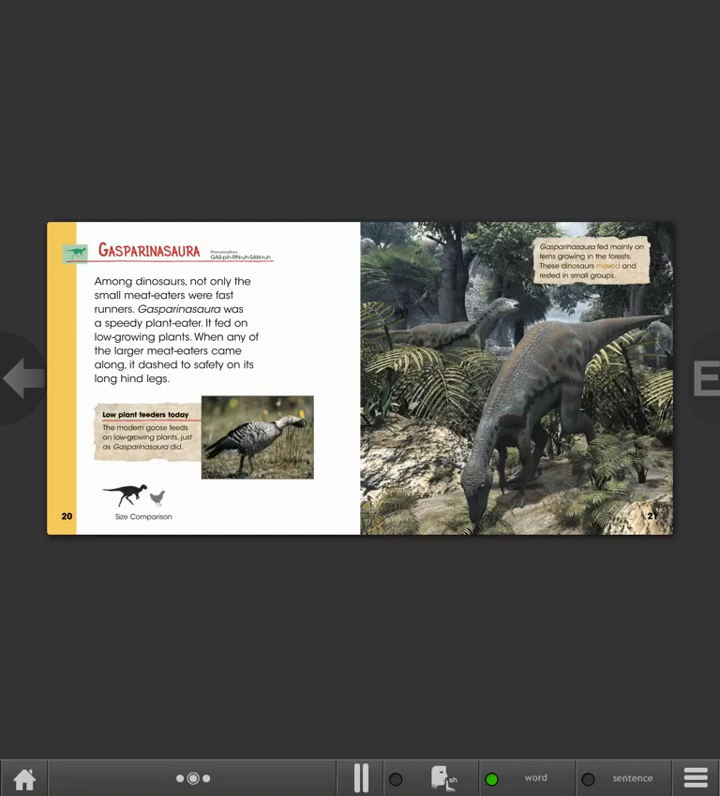 GASPARINASAURA
Pronunciation:
GAS-pih-RIN-uh-SAW-ruh
Among dinosaurs, not only the
small meat-eaters were fast
runners. Gasparinasaura was
a speedy plant-eater. It fed on
low-growing plants. When any of
the larger meat-eaters came
along, it dashed to safety on its
long hind legs.
Low plant feeders today
The modern goose feeds
on low-growing plants, just
as Gasparinasaura did.
Size Comparison
20
Gasparinasaura fed mainly on
ferns growing in the forests.
These dinosaurs moved and
rested in small groups.
21
E
sh
word
sentence